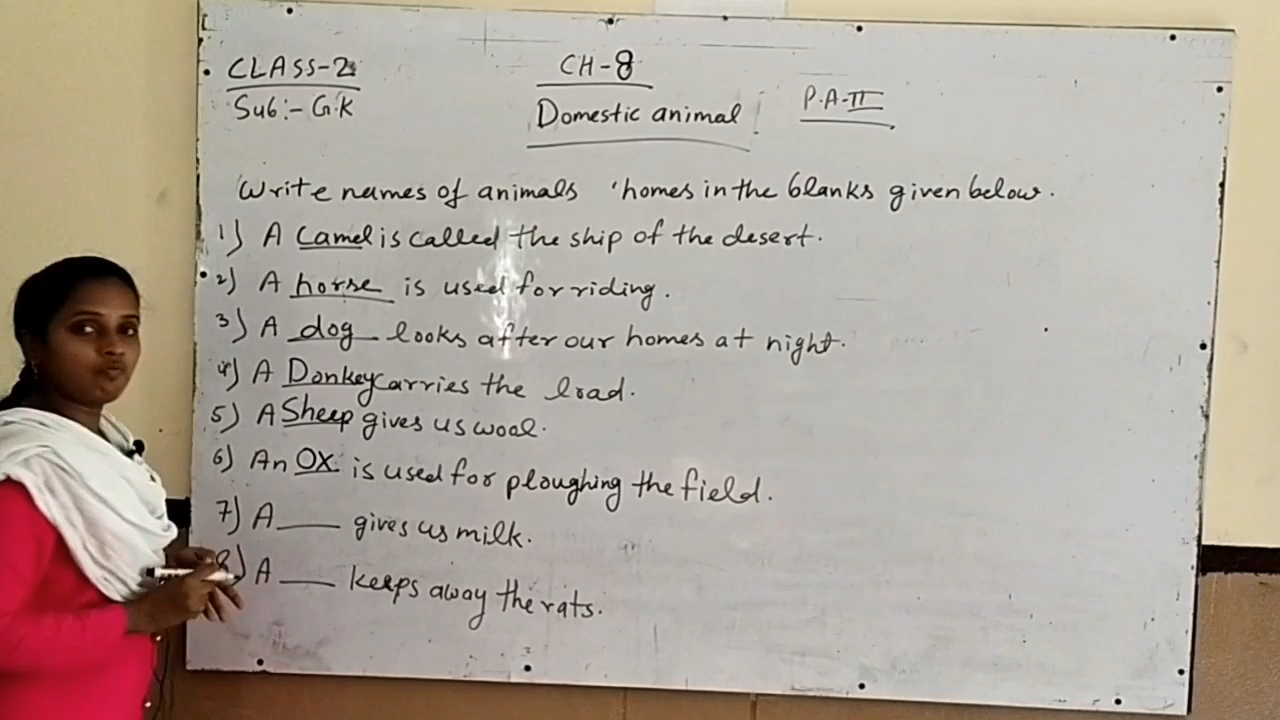 CLASS-2
Sub:- G.K
CH-8
Domestic animal
P.A-II
Write names of animals 'homes in the blanks given below.
1) A Camel is called the ship of the desert.
2) A horse is used for riding.
3) A dog looks after our homes at night.
4) A Donkey carries the load.
5) A Sheep gives us wool.
6) An OX is used for ploughing the field.
7) A ___ gives us milk.
8) A ___ keeps away the rats.